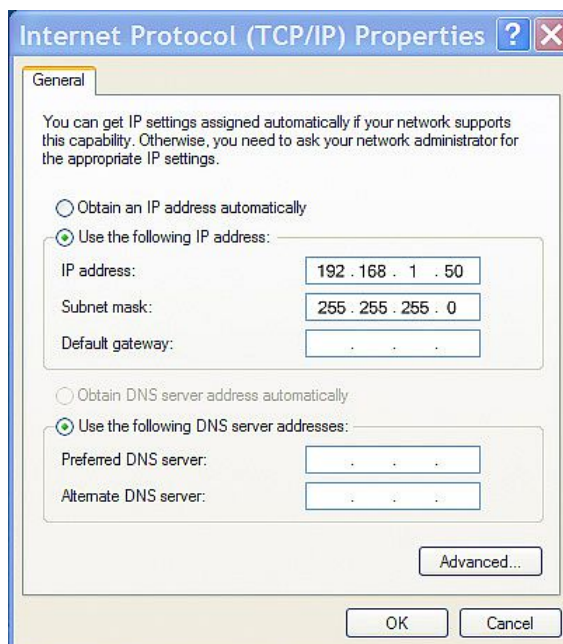 Internet Protocol (TCP/IP) Properties ? X
General
You can get IP settings assigned automatically if your network supports
this capability. Otherwise, you need to ask your network administrator for
the appropriate IP settings.
Obtain an IP address automatically
Use the following IP address:
IP address: 192 . 168 . 1 . 50
Subnet mask: 255 . 255 . 255 . 0
Default gateway: . . .
Obtain DNS server address automatically
Use the following DNS server addresses:
Preferred DNS server: . . .
Alternate DNS server: . . .
Advanced...
OK Cancel